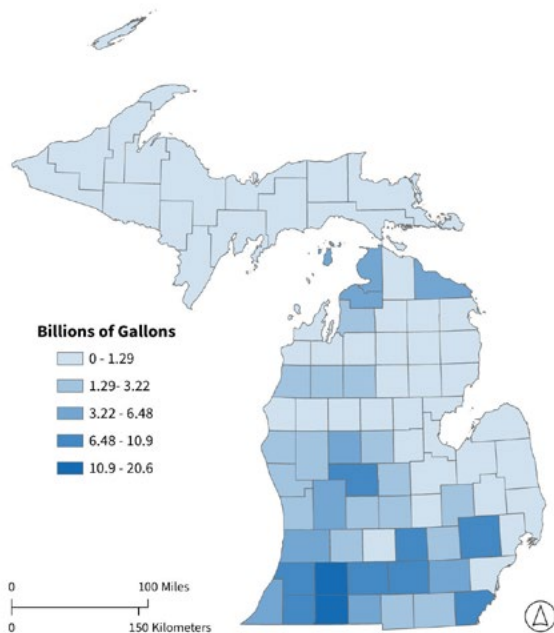 Billions of Gallons
0 - 1.29
1.29- 3.22
3.22 - 6.48
6.48 - 10.9
10.9 - 20.6
0 100 Miles
0 150 Kilometers